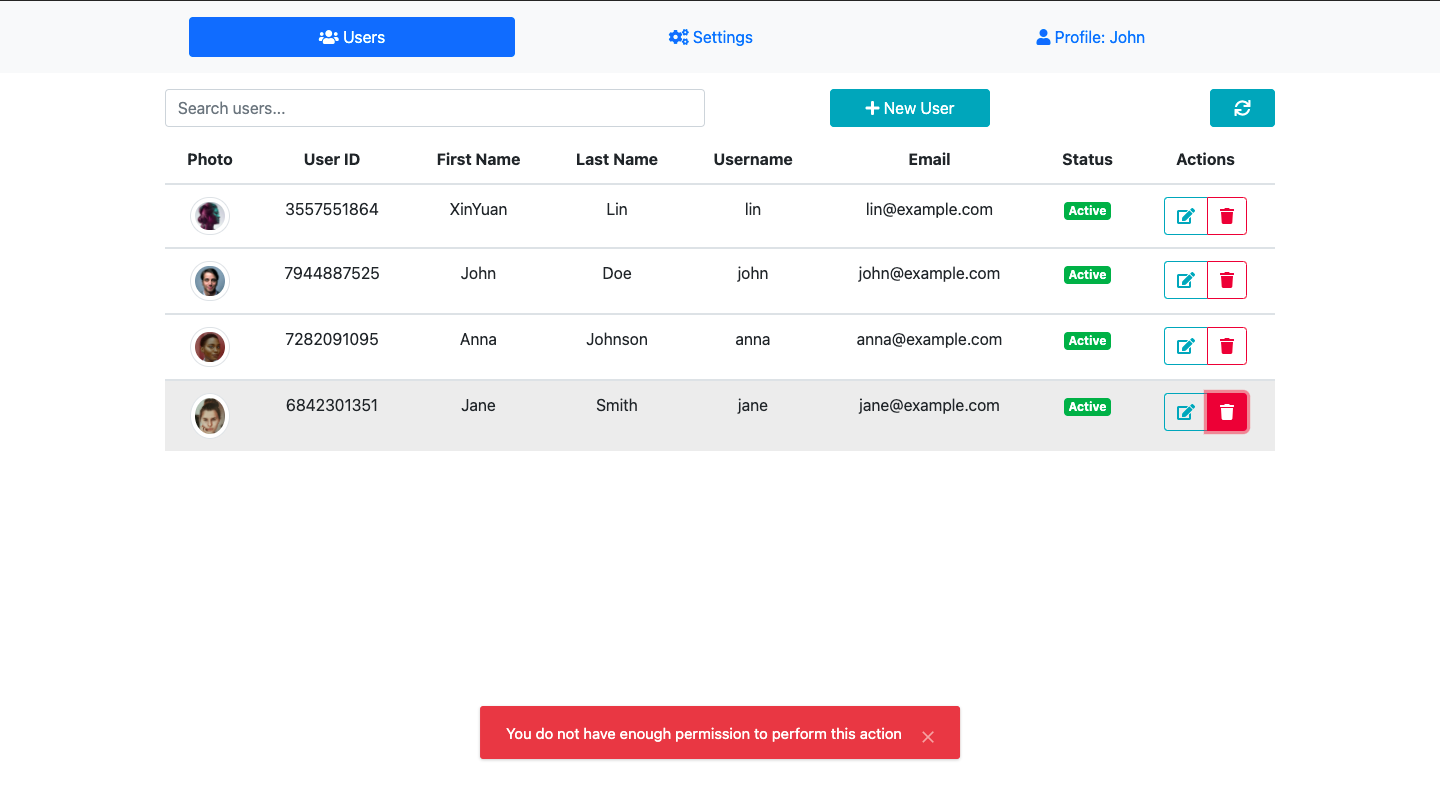 Users Settings Profile: John
Search users... New User
Photo User ID First Name Last Name Username Email Status Actions
3557551864 XinYuan Lin lin lin@example.com Active
7944887525 John Doe john john@example.com Active
7282091095 Anna Johnson anna anna@example.com Active
6842301351 Jane Smith jane jane@example.com Active
You do not have enough permission to perform this action